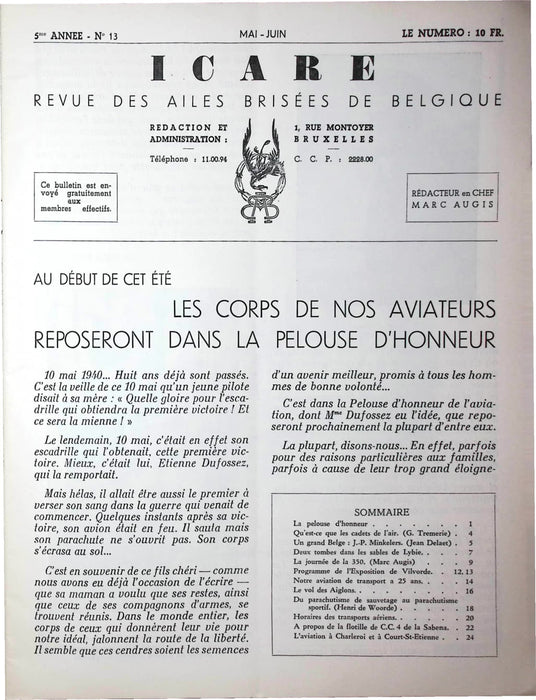 5me ANNEE - No 13
MAI - JUIN
LE NUMERO : 10 FR.
ICARE
REVUE DES AILES BRISÉES DE BELGIQUE
REDACTION ET
ADMINISTRATION :
Téléphone : 11.00.94
1, RUE MONTOYER
BRUXELLES
C. C. P. : 2228.00
Ce bulletin est en-
voyé gratuitement
aux
membres effectifs.
RÉDACTEUR en CHEF
MARC AUGIS
AU DÉBUT DE CET ÉTÉ
LES CORPS DE NOS AVIATEURS
REPOSERONT DANS LA PELOUSE D'HONNEUR
10 mai 1940... Huit ans déjà sont passés.
C'est la veille de ce 10 mai qu'un jeune pilote
disait à sa mère : « Quelle gloire pour l'esca-
drille qui obtiendra la première victoire ! Et
ce sera la mienne ! »
Le lendemain, 10 mai, c'était en effet son
escadrille qui l'obtenait, cette première vic-
toire. Mieux, c'était lui, Etienne Dufossez,
qui la remportait.
Mais hélas, il allait être aussi le premier à
verser son sang dans la guerre qui venait de
commencer. Quelques instants après sa vic-
toire, son avion était en feu. Il sauta mais
son parachute ne s'ouvrit pas. Son corps
s'écrasa au sol...
C'est en souvenir de ce fils chéri — comme
nous avons eu déjà l'occasion de l'écrire —
que sa maman a voulu que ses restes, ainsi
que ceux de ses compagnons d'armes, se
trouvent réunis. Dans le monde entier, les
corps de ceux qui donnèrent leur vie pour
notre idéal, jalonnent la route de la liberté.
Il semble que ces cendres soient les semences
d'un avenir meilleur, promis à tous les hom-
mes de bonne volonté...
C'est dans la Pelouse d'honneur de l'avia-
tion, dont Mme Dufossez eu l'idée, que repo-
seront prochainement la plupart d'entre eux.
La plupart, disons-nous... En effet, parfois
pour des raisons particulières aux familles,
parfois à cause de leur trop grand éloigne-
SOMMAIRE
La pelouse d'honneur . . . . . 1
Qu'est-ce que les cadets de l'air. (G. Tremerie) . 4
Un grand Belge : J.-P. Minkelers. (Jean Delaet) . 5
Deux tombes dans les sables de Lybie. . . 7
La journée de la 350. (Marc Augis) . . . 9
Programme de l'Exposition de Vilvorde. . 12, 13
Notre aviation de transport a 25 ans. . . 14
Le vol des Aiglons. . . . . 16
Du parachutisme de sauvetage au parachutisme
sportif. (Henri de Woorde) . . . 18
Horaires des transports aériens. . . . 20
A propos de la flotille de C.C. 4 de la Sabena. . 22
L'aviation à Charleroi et à Court-St-Etienne . . 24